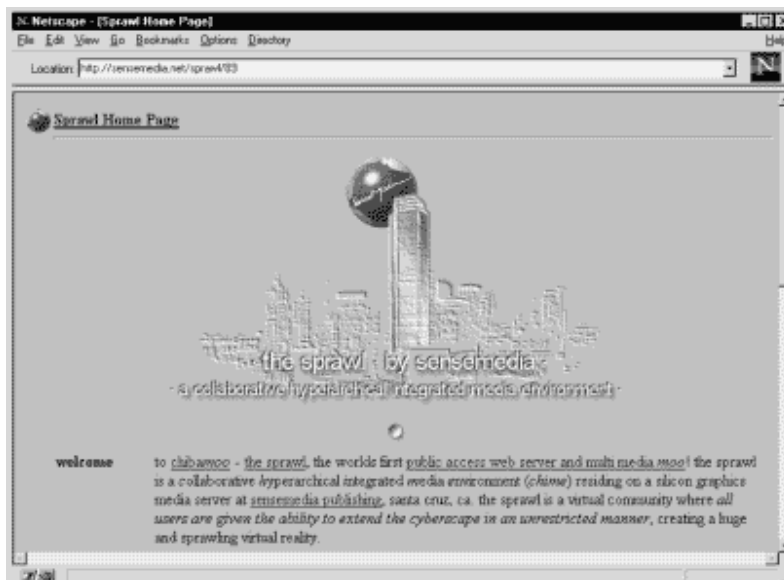 Netscape - [Sprawl Home Page]
File Edit View Go Bookmarks Options Directory Help
Location: http://sensemedia.net/sprawl/83
N
Sprawl Home Page
the sprawl - by sensemedia
- a collaborative hyperarchical integrated media environment -
welcome to chibamoo - the sprawl, the worlds first public access web server and multi media moo! the sprawl
is a collaborative hyperarchical integrated media environment (chime) residing on a silicon graphics
media server at sensemedia publishing, santa cruz, ca. the sprawl is a virtual community where all
users are given the ability to extend the cyberscape in an unrestricted manner, creating a huge
and sprawling virtual reality.